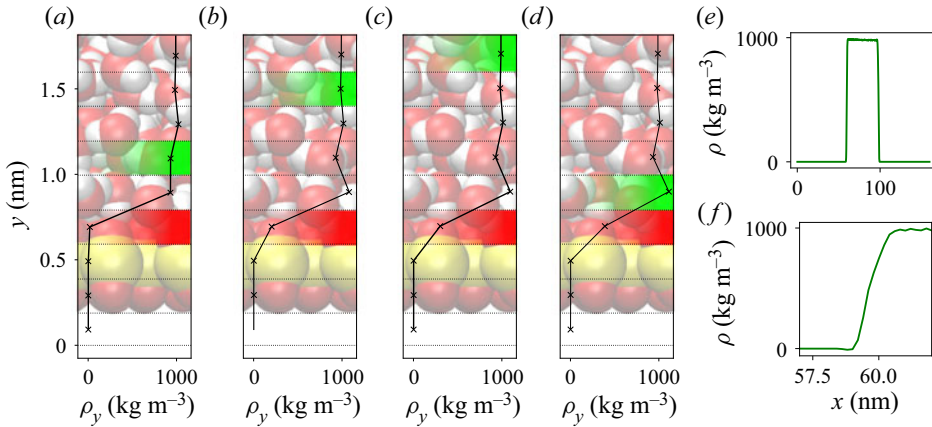 (a) (b) (c) (d) (e)
1000
ρ (kg m⁻³)
0
0 100
(f)
1000
ρ (kg m⁻³)
0
57.5 60.0
x (nm)
1.5
1.0
0.5
0
y (nm)
0 1000 0 1000 0 1000 0 1000
ρy (kg m⁻³) ρy (kg m⁻³) ρy (kg m⁻³) ρy (kg m⁻³)